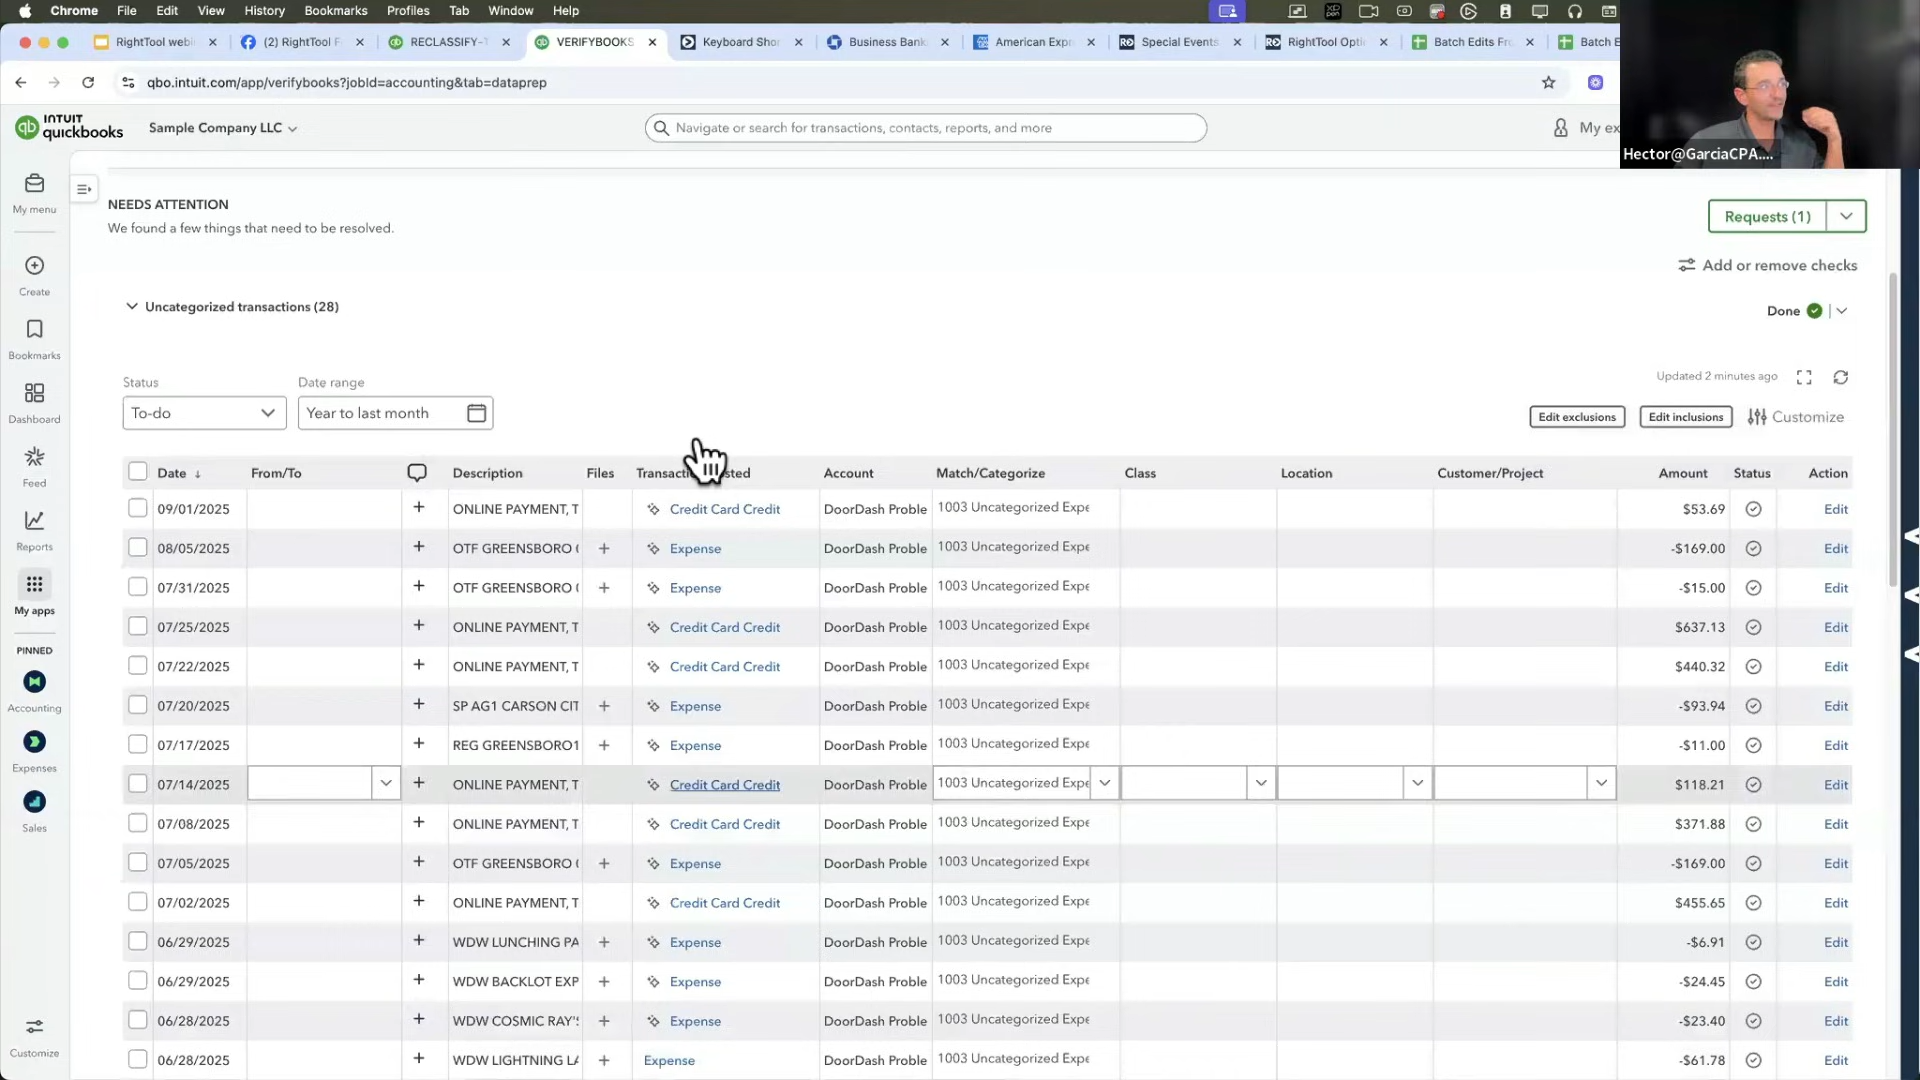 Chrome File Edit View History Bookmarks Profiles Tab Window Help
RightTool webi (2) RightTool F RECLASSIFY-T VERIFYBOOKS Keyboard Shor Business Bank American Expr Special Events RightTool Opti Batch Edits Fr Batch E
qbo.intuit.com/app/verifybooks?jobId=accounting&tab=dataprep
INTUIT quickbooks Sample Company LLC Navigate or search for transactions, contacts, reports, and more My ex
Hector@GarciaCPA....
NEEDS ATTENTION
We found a few things that need to be resolved.
Requests (1)
Add or remove checks
Uncategorized transactions (28)
Done
Updated 2 minutes ago
Status Date range
To-do Year to last month
Edit exclusions Edit inclusions Customize
Date From/To Description Files Account Match/Categorize Class Location Customer/Project Amount Status Action
09/01/2025 + ONLINE PAYMENT, T Credit Card Credit DoorDash Proble 1003 Uncategorized Expe $53.69 Edit
08/05/2025 + OTF GREENSBORO ( + Expense DoorDash Proble 1003 Uncategorized Expe -$169.00 Edit
07/31/2025 + OTF GREENSBORO ( + Expense DoorDash Proble 1003 Uncategorized Expe -$15.00 Edit
07/25/2025 + ONLINE PAYMENT, T Credit Card Credit DoorDash Proble 1003 Uncategorized Expe $637.13 Edit
07/22/2025 + ONLINE PAYMENT, T Credit Card Credit DoorDash Proble 1003 Uncategorized Expe $440.32 Edit
07/20/2025 + SP AG1 CARSON CIT + Expense DoorDash Proble 1003 Uncategorized Expe -$93.94 Edit
07/17/2025 + REG GREENSBORO1 + Expense DoorDash Proble 1003 Uncategorized Expe -$11.00 Edit
07/14/2025 + ONLINE PAYMENT, T Credit Card Credit DoorDash Proble 1003 Uncategorized Expe $118.21 Edit
07/08/2025 + ONLINE PAYMENT, T Credit Card Credit DoorDash Proble 1003 Uncategorized Expe $371.88 Edit
07/05/2025 + OTF GREENSBORO ( + Expense DoorDash Proble 1003 Uncategorized Expe -$169.00 Edit
07/02/2025 + ONLINE PAYMENT, T Credit Card Credit DoorDash Proble 1003 Uncategorized Expe $455.65 Edit
06/29/2025 + WDW LUNCHING PA + Expense DoorDash Proble 1003 Uncategorized Expe -$6.91 Edit
06/29/2025 + WDW BACKLOT EXP + Expense DoorDash Proble 1003 Uncategorized Expe -$24.45 Edit
06/28/2025 + WDW COSMIC RAY'S + Expense DoorDash Proble 1003 Uncategorized Expe -$23.40 Edit
06/28/2025 + WDW LIGHTNING LA + Expense DoorDash Proble 1003 Uncategorized Expe -$61.78 Edit
My menu
Create
Bookmarks
Dashboard
Feed
Reports
My apps
PINNED
Accounting
Expenses
Sales
Customize